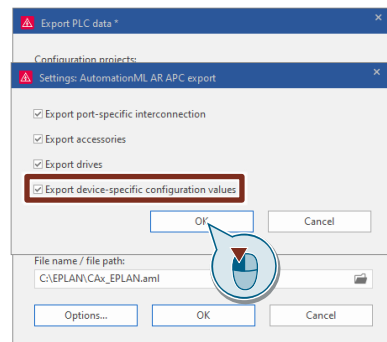 Export PLC data *
Configuration projects:
Settings: AutomationML AR APC export
Export port-specific interconnection
Export accessories
Export drives
Export device-specific configuration values
OK
Cancel
File name / file path:
C:\EPLAN\CAx_EPLAN.aml
Options...
OK
Cancel